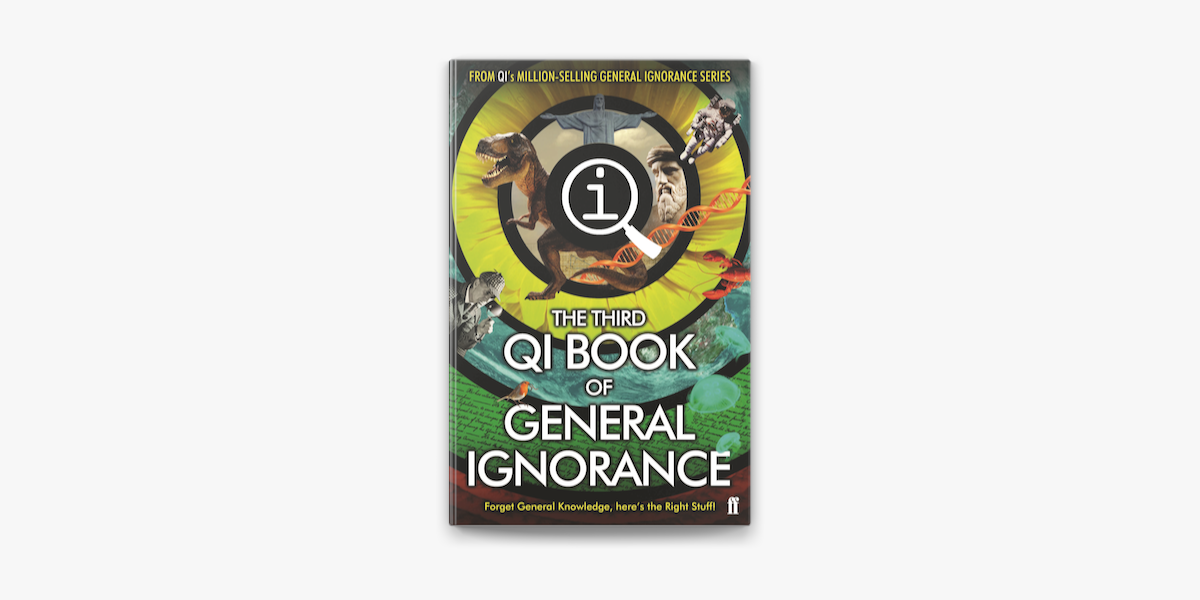 FROM QI's MILLION-SELLING GENERAL IGNORANCE SERIES
i
THE THIRD
QI BOOK
OF
GENERAL
IGNORANCE
Forget General Knowledge, here's the Right Stuff!
ff